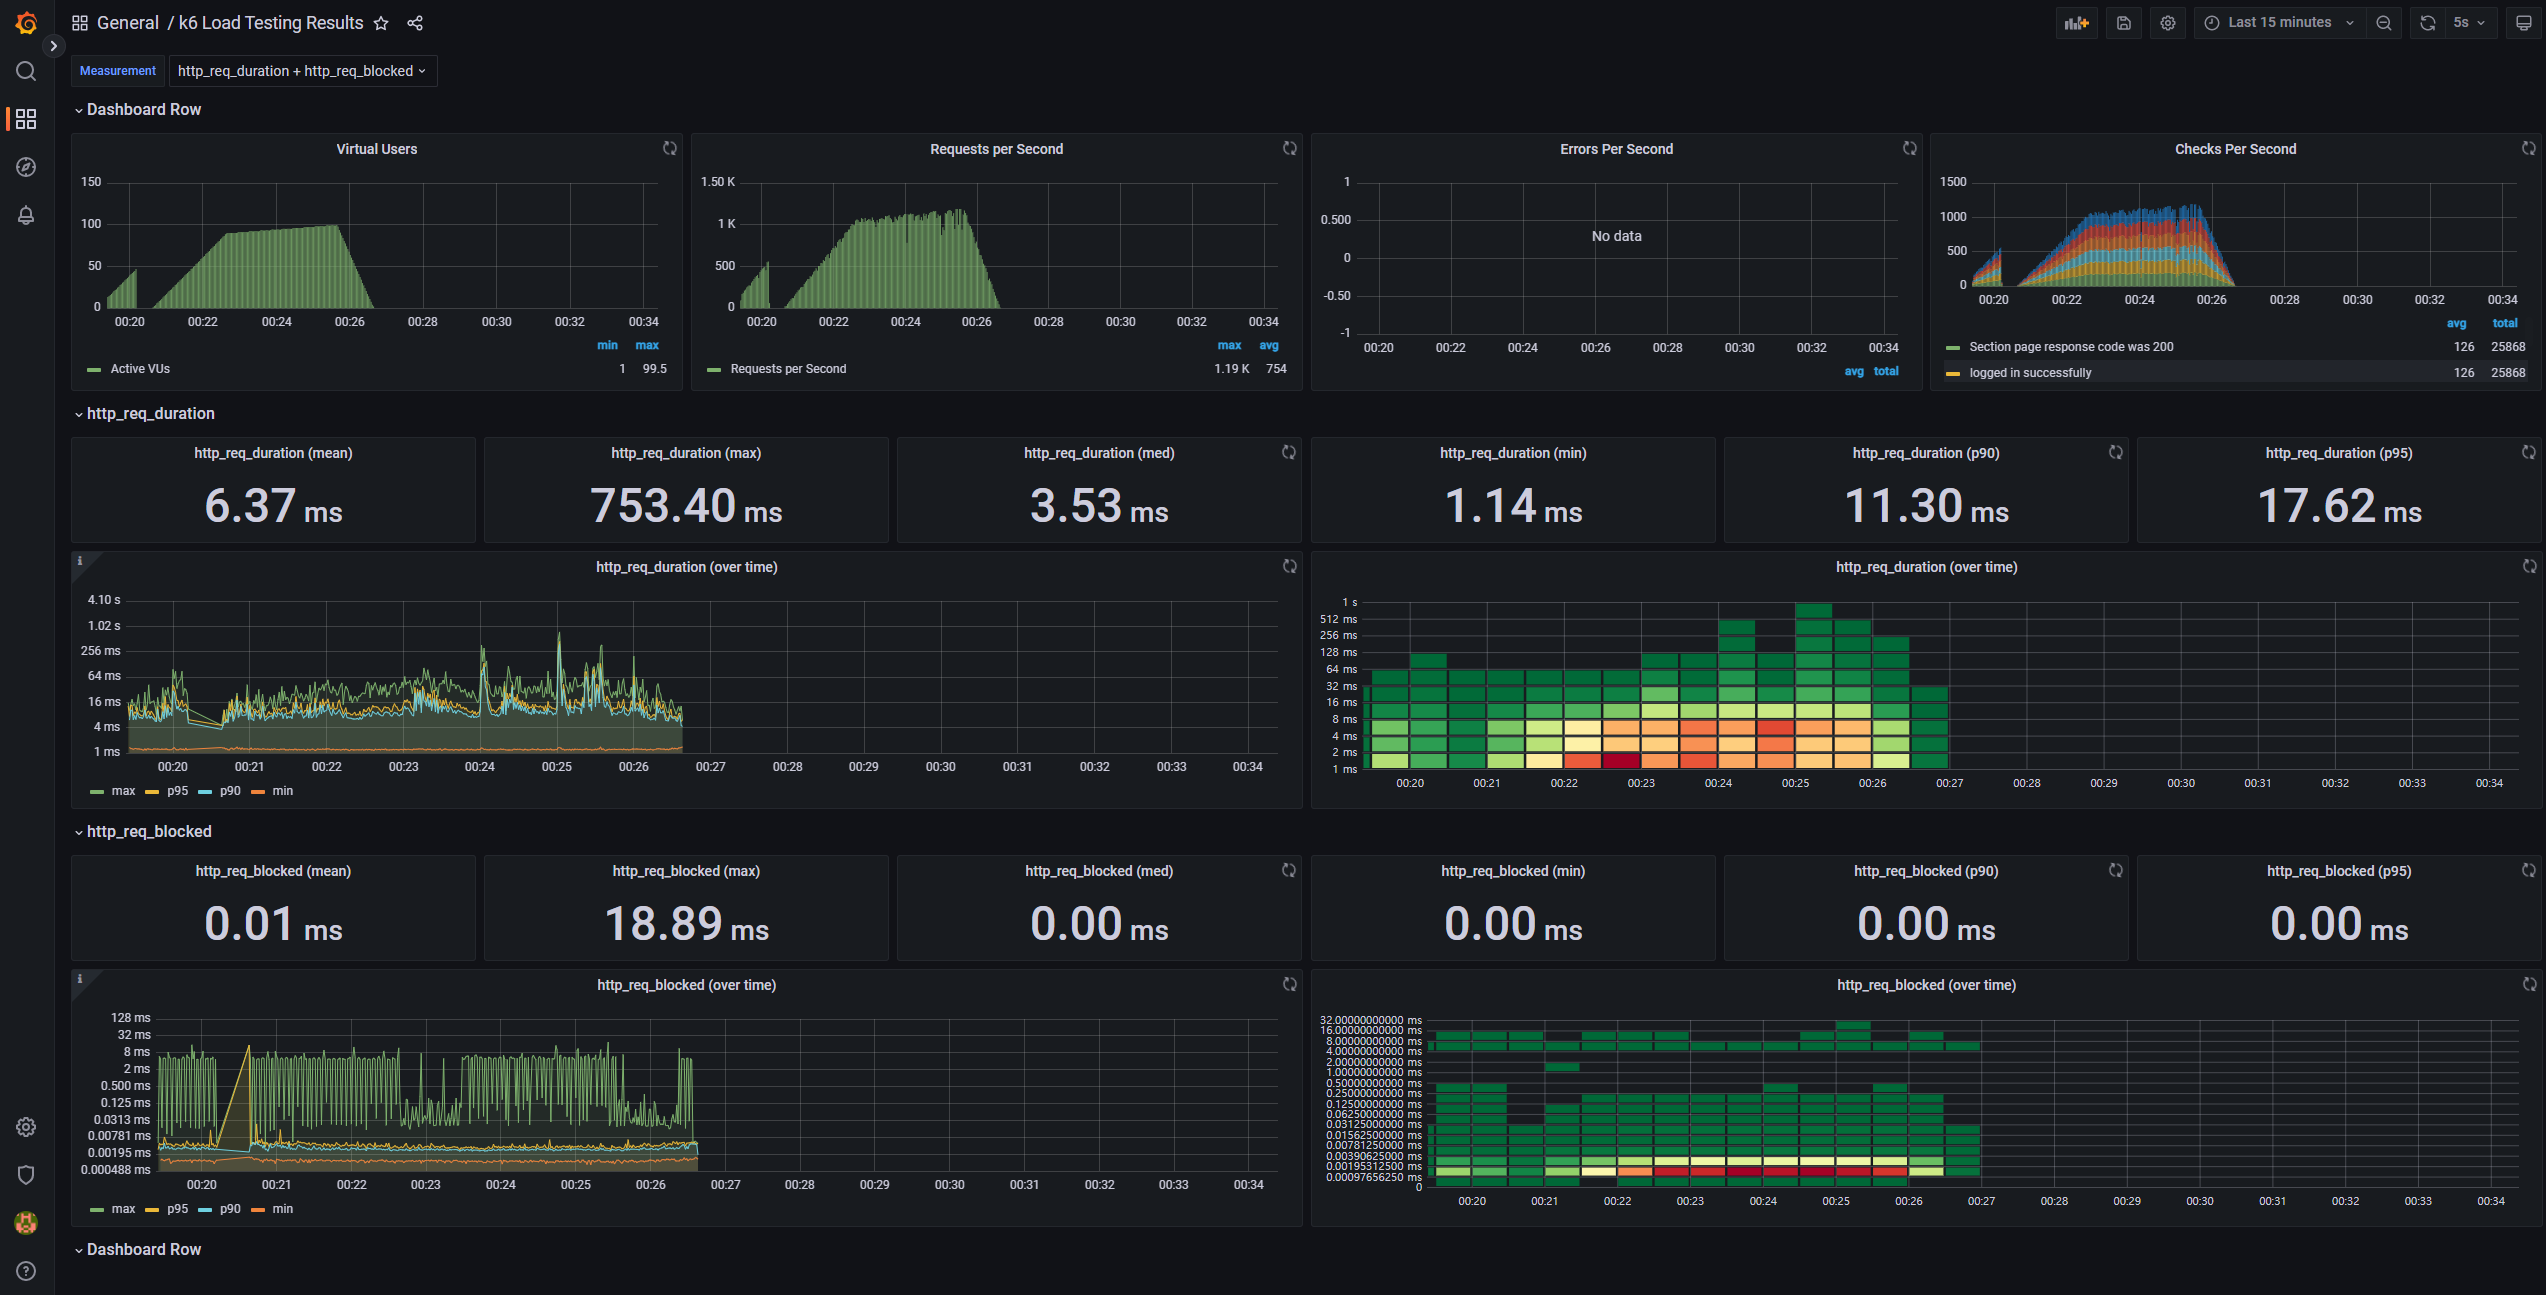 General / k6 Load Testing Results
Last 15 minutes
5s
Measurement
http_req_duration + http_req_blocked
Dashboard Row
Virtual Users
150
100
50
0
00:20 00:22 00:24 00:26 00:28 00:30 00:32 00:34
min max
Active VUs 1 99.5
Requests per Second
1.50 K
1 K
500
0
00:20 00:22 00:24 00:26 00:28 00:30 00:32 00:34
max avg
Requests per Second 1.19 K 754
Errors Per Second
1
0.500
No data
0
-0.50
-1
00:20 00:22 00:24 00:26 00:28 00:30 00:32 00:34
avg total
Checks Per Second
1500
1000
500
0
00:20 00:22 00:24 00:26 00:28 00:30 00:32 00:34
avg total
Section page response code was 200 126 25868
logged in successfully 126 25868
http_req_duration
http_req_duration (mean)
6.37 ms
http_req_duration (max)
753.40 ms
http_req_duration (med)
3.53 ms
http_req_duration (min)
1.14 ms
http_req_duration (p90)
11.30 ms
http_req_duration (p95)
17.62 ms
http_req_duration (over time)
4.10 s
1.02 s
256 ms
64 ms
16 ms
4 ms
1 ms
00:20 00:21 00:22 00:23 00:24 00:25 00:26 00:27 00:28 00:29 00:30 00:31 00:32 00:33 00:34
max p95 p90 min
http_req_duration (over time)
1 s
512 ms
256 ms
128 ms
64 ms
32 ms
16 ms
8 ms
4 ms
2 ms
1 ms
00:20 00:21 00:22 00:23 00:24 00:25 00:26 00:27 00:28 00:29 00:30 00:31 00:32 00:33 00:34
http_req_blocked
http_req_blocked (mean)
0.01 ms
http_req_blocked (max)
18.89 ms
http_req_blocked (med)
0.00 ms
http_req_blocked (min)
0.00 ms
http_req_blocked (p90)
0.00 ms
http_req_blocked (p95)
0.00 ms
http_req_blocked (over time)
128 ms
32 ms
8 ms
2 ms
0.500 ms
0.125 ms
0.0313 ms
0.00781 ms
0.00195 ms
0.000488 ms
00:20 00:21 00:22 00:23 00:24 00:25 00:26 00:27 00:28 00:29 00:30 00:31 00:32 00:33 00:34
max p95 p90 min
http_req_blocked (over time)
32.00000000000 ms
16.00000000000 ms
8.00000000000 ms
4.00000000000 ms
2.00000000000 ms
1.00000000000 ms
0.50000000000 ms
0.25000000000 ms
0.12500000000 ms
0.06250000000 ms
0.03125000000 ms
0.01562500000 ms
0.00781250000 ms
0.00390625000 ms
0.00195312500 ms
0.00097656250 ms
0
00:20 00:21 00:22 00:23 00:24 00:25 00:26 00:27 00:28 00:29 00:30 00:31 00:32 00:33 00:34
Dashboard Row